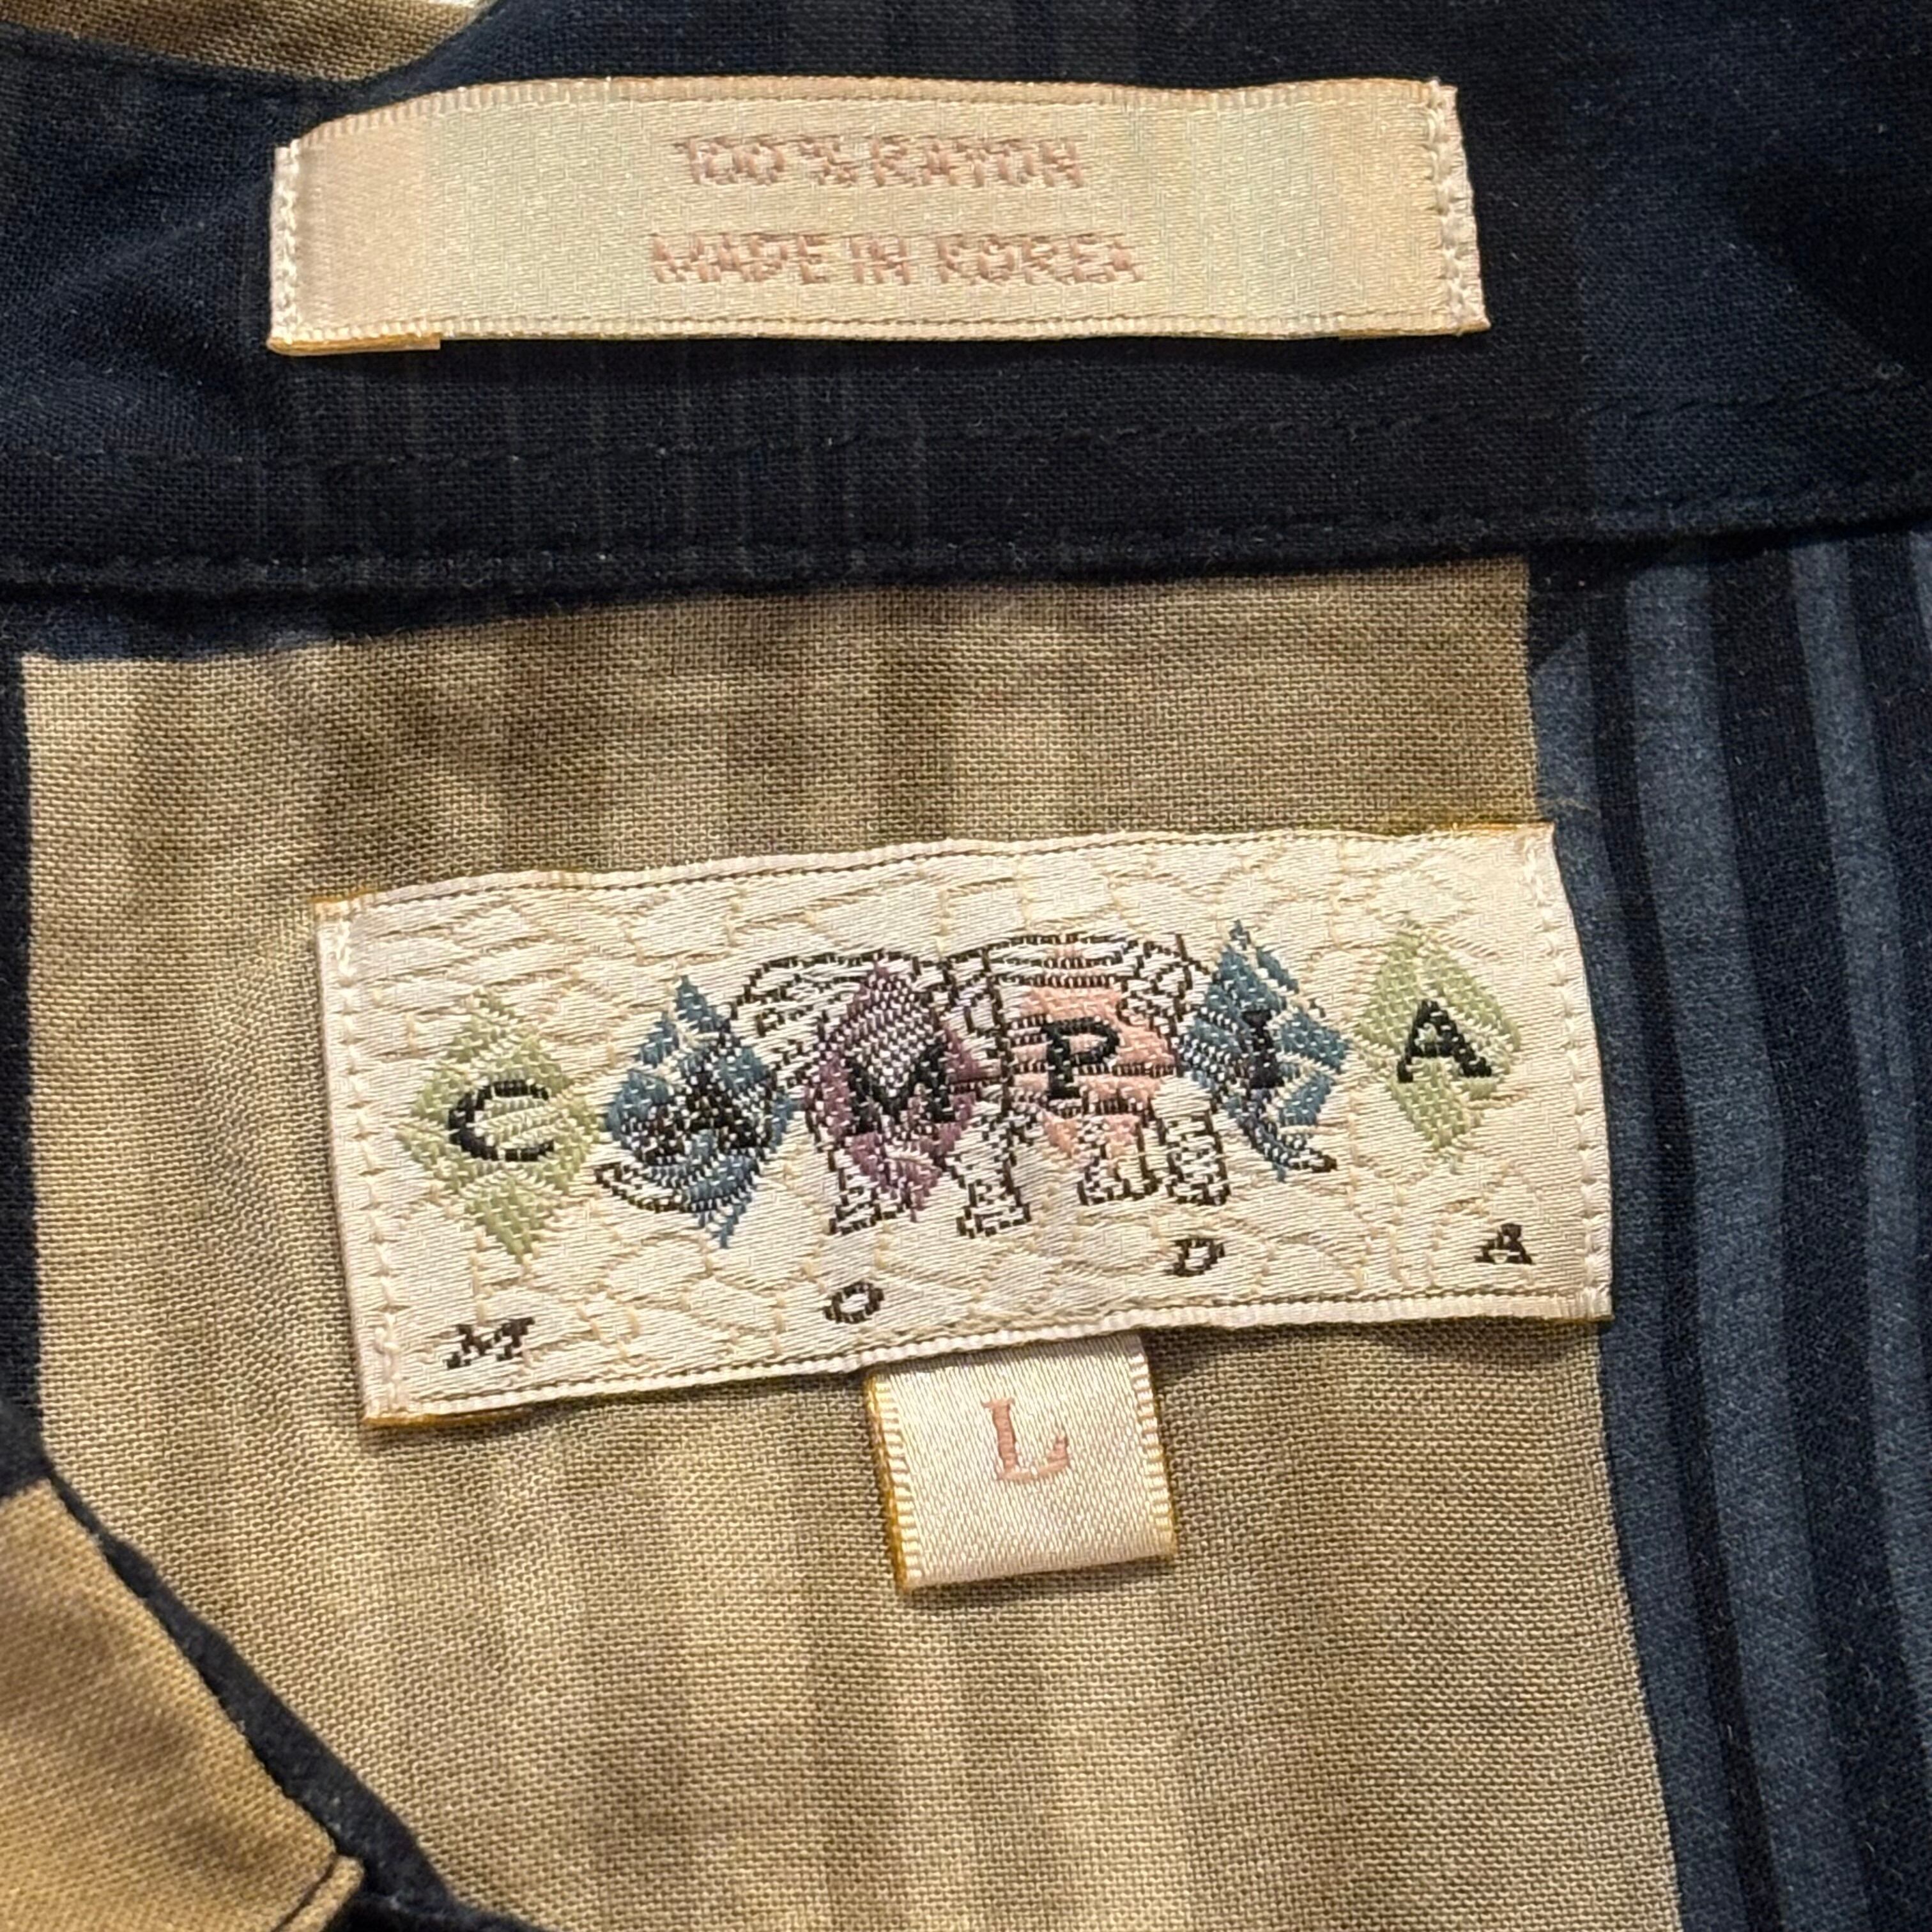 100% RAYON
MADE IN KOREA
CAMPIA
MODA
L